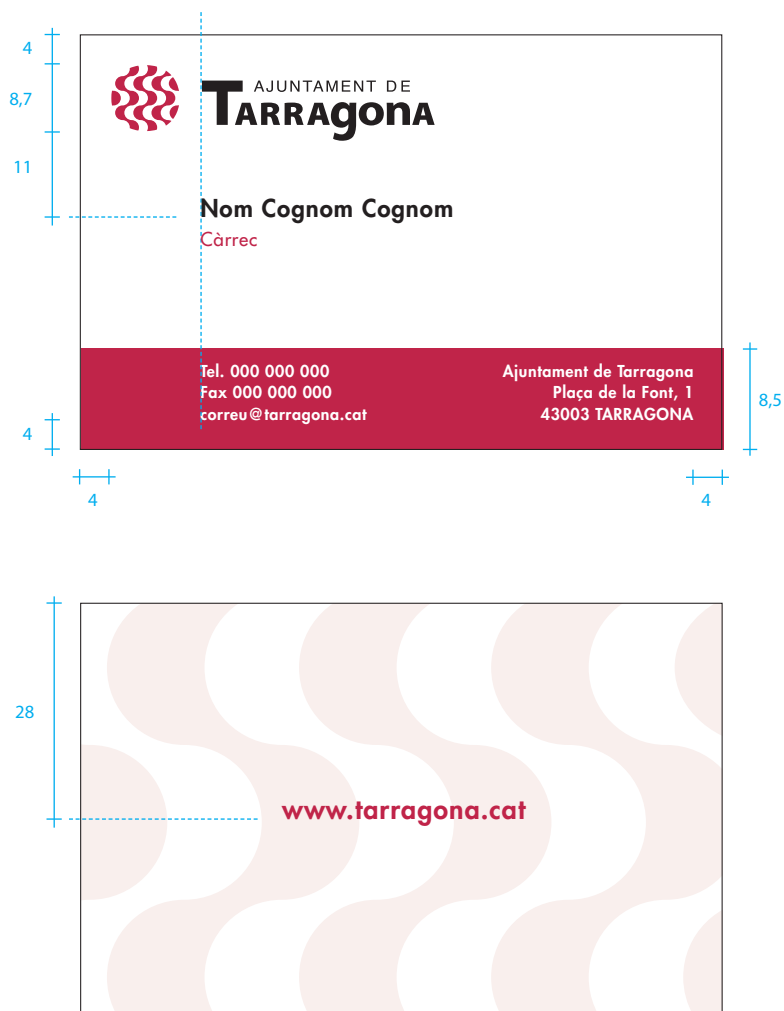 4
8,7
11
AJUNTAMENT DE
TARRAgonA
Nom Cognom Cognom
Càrrec
Tel. 000 000 000
Fax 000 000 000
correu@tarragona.cat
Ajuntament de Tarragona
Plaça de la Font, 1
43003 TARRAGONA
8,5
4
4
4
28
www.tarragona.cat